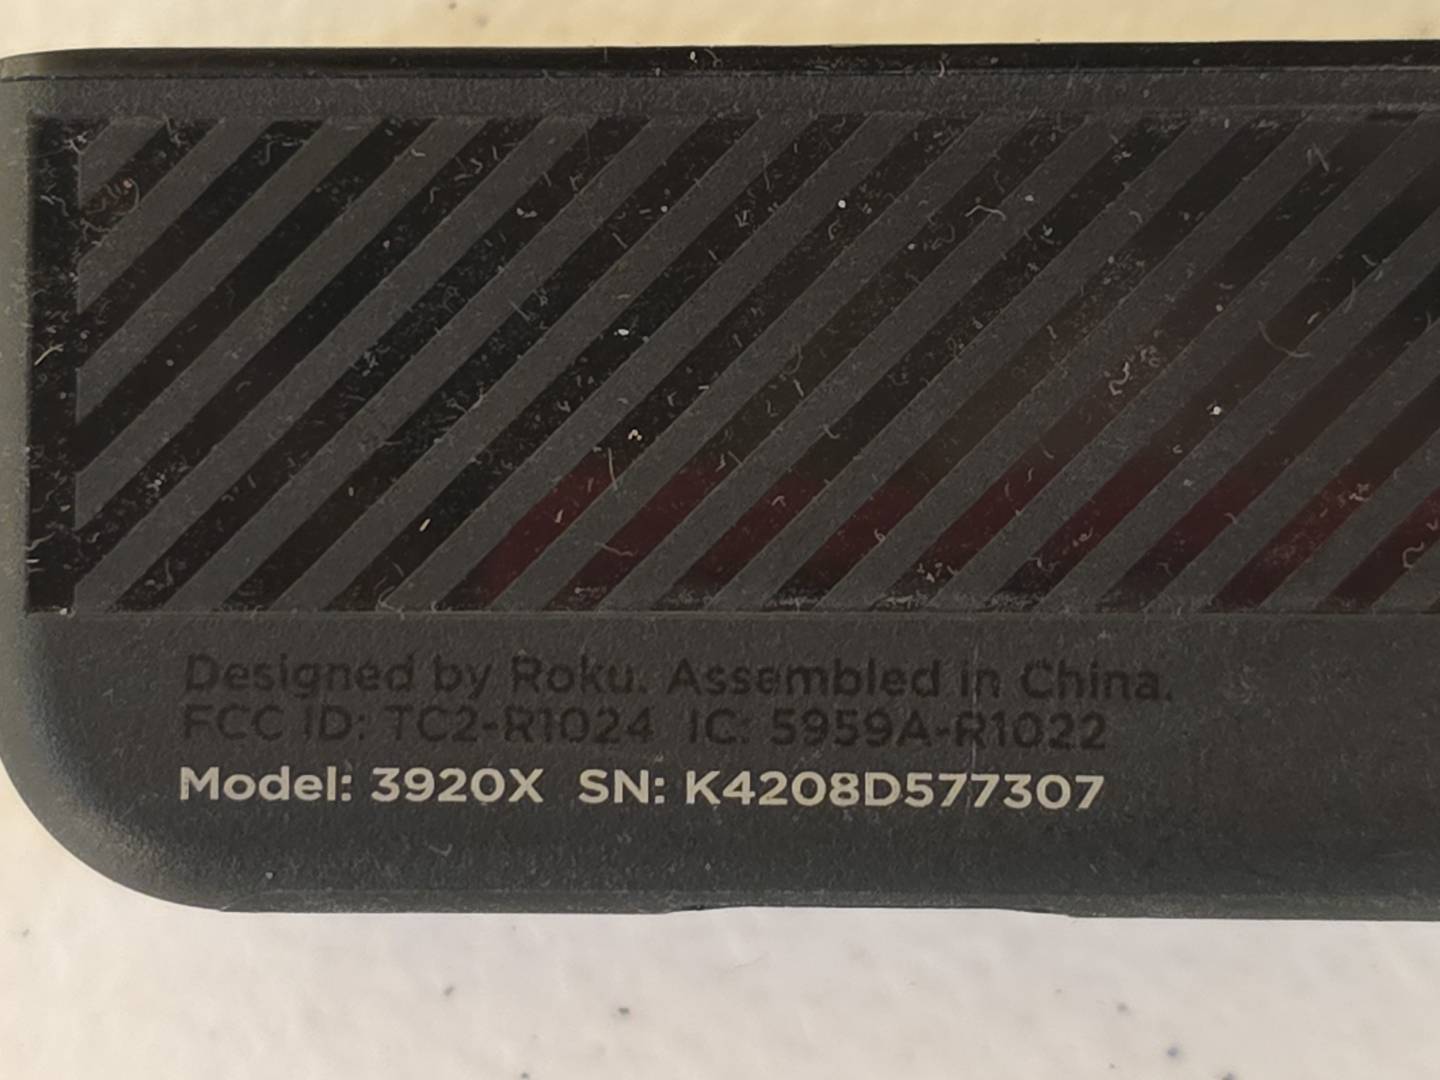 Designed by Roku. Assembled in China.
FCC ID: TC2-R1024 IC: 5959A-R1022
Model: 3920X SN: K4208D577307